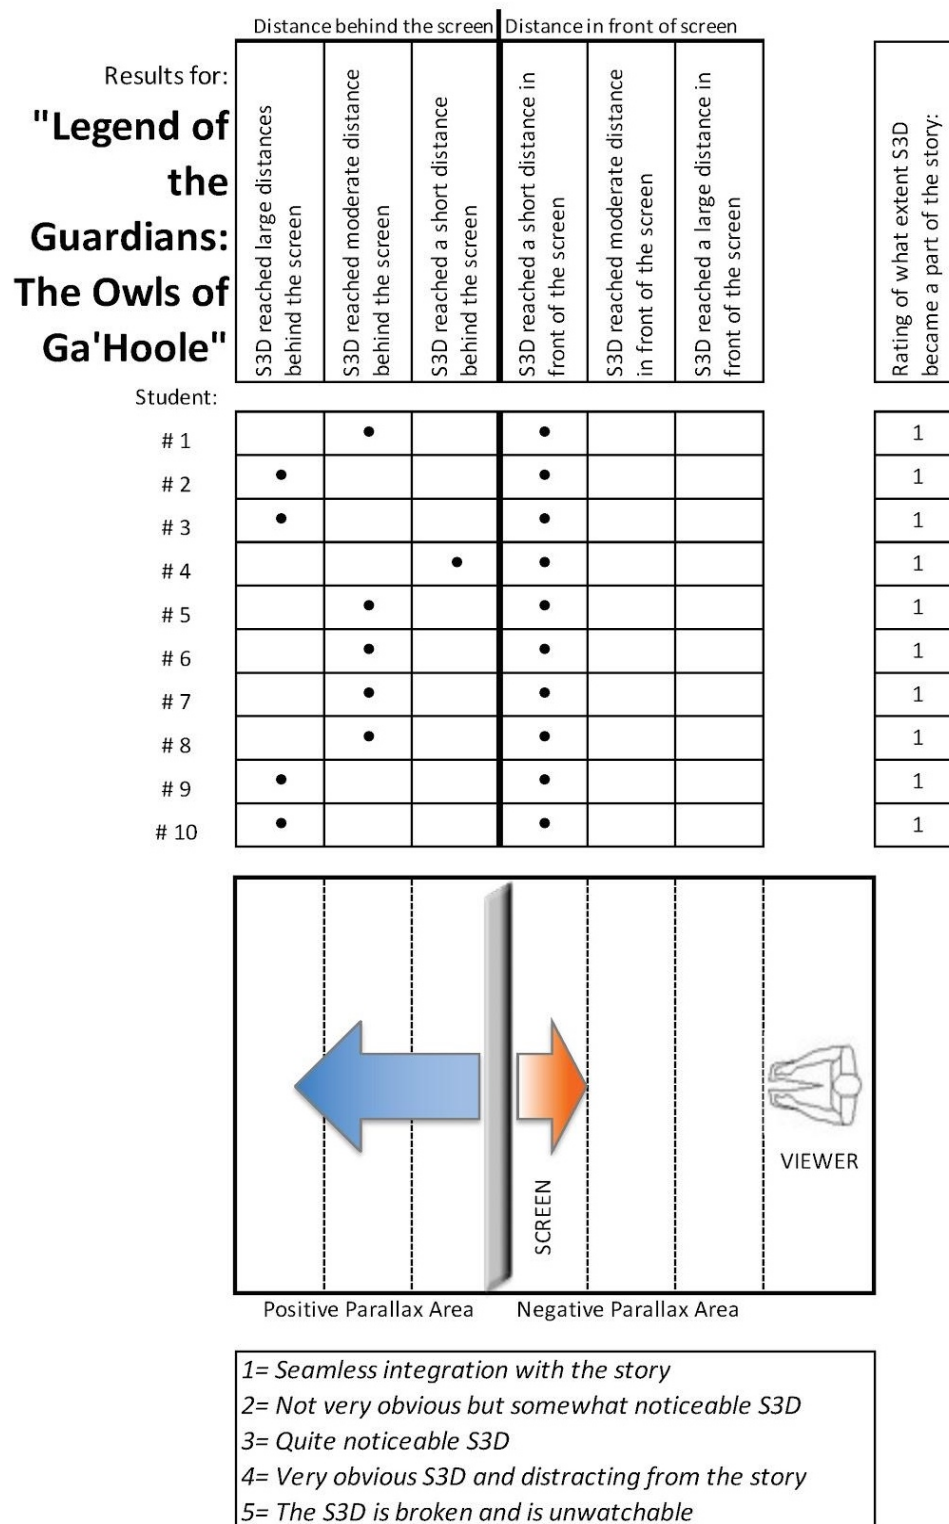 Distance behind the screen Distance in front of screen
Results for:
"Legend of
the
Guardians:
The Owls of
Ga'Hoole"
S3D reached large distances
behind the screen
S3D reached moderate distance
behind the screen
S3D reached a short distance
behind the screen
S3D reached a short distance in
front of the screen
S3D reached moderate distance
in front of the screen
S3D reached a large distance in
front of the screen
Rating of what extent S3D
became a part of the story:
Student:
# 1 • • 1
# 2 • • 1
# 3 • • 1
# 4 • • 1
# 5 • • 1
# 6 • • 1
# 7 • • 1
# 8 • • 1
# 9 • • 1
# 10 • • 1
SCREEN
VIEWER
Positive Parallax Area Negative Parallax Area
1= Seamless integration with the story
2= Not very obvious but somewhat noticeable S3D
3= Quite noticeable S3D
4= Very obvious S3D and distracting from the story
5= The S3D is broken and is unwatchable